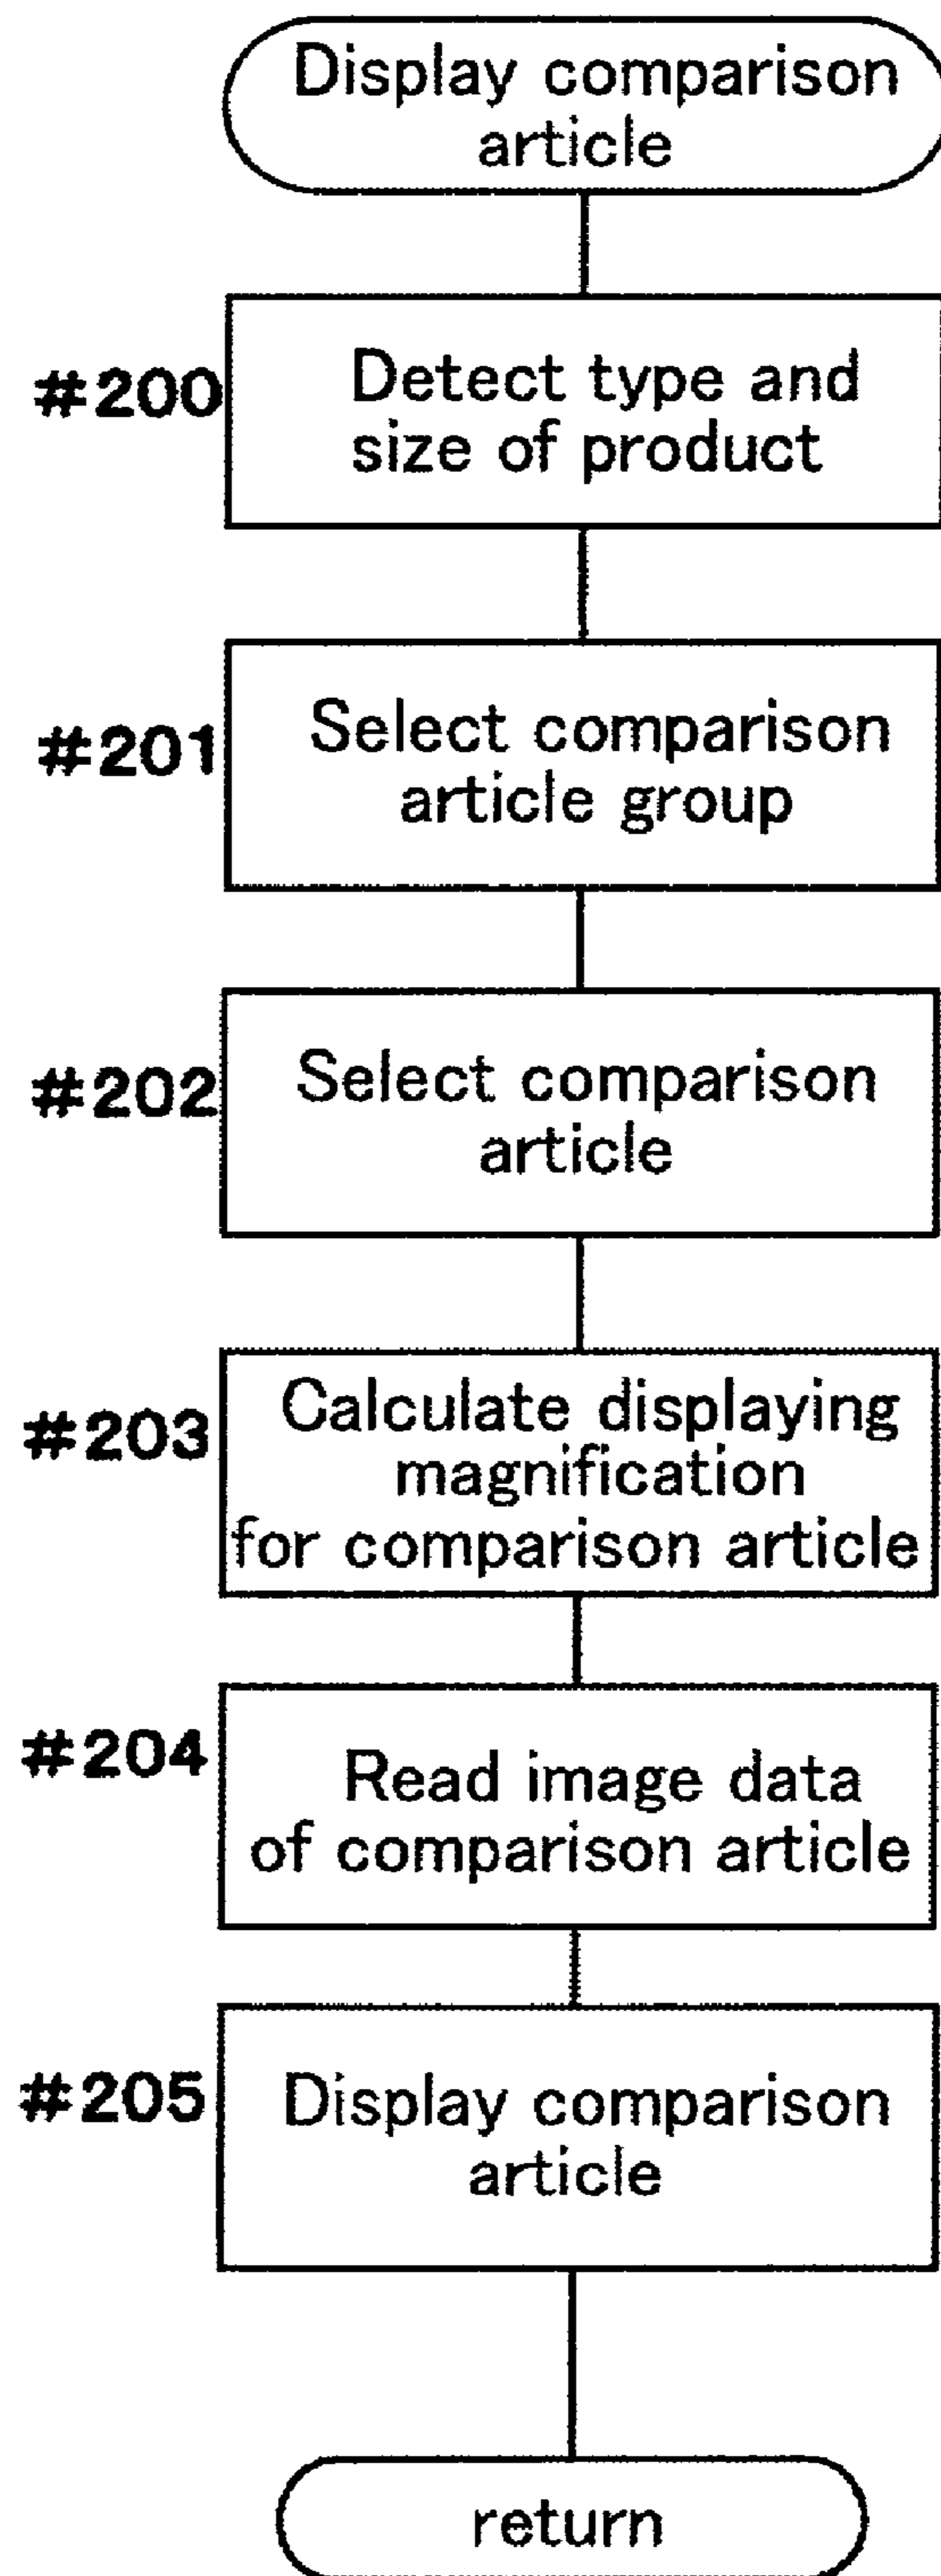 Display comparison
article
#200
Detect type and
size of product
#201
Select comparison
article group
#202
Select comparison
article
#203
Calculate displaying
magnification
for comparison article
#204
Read image data
of comparison article
#205
Display comparison
article
return